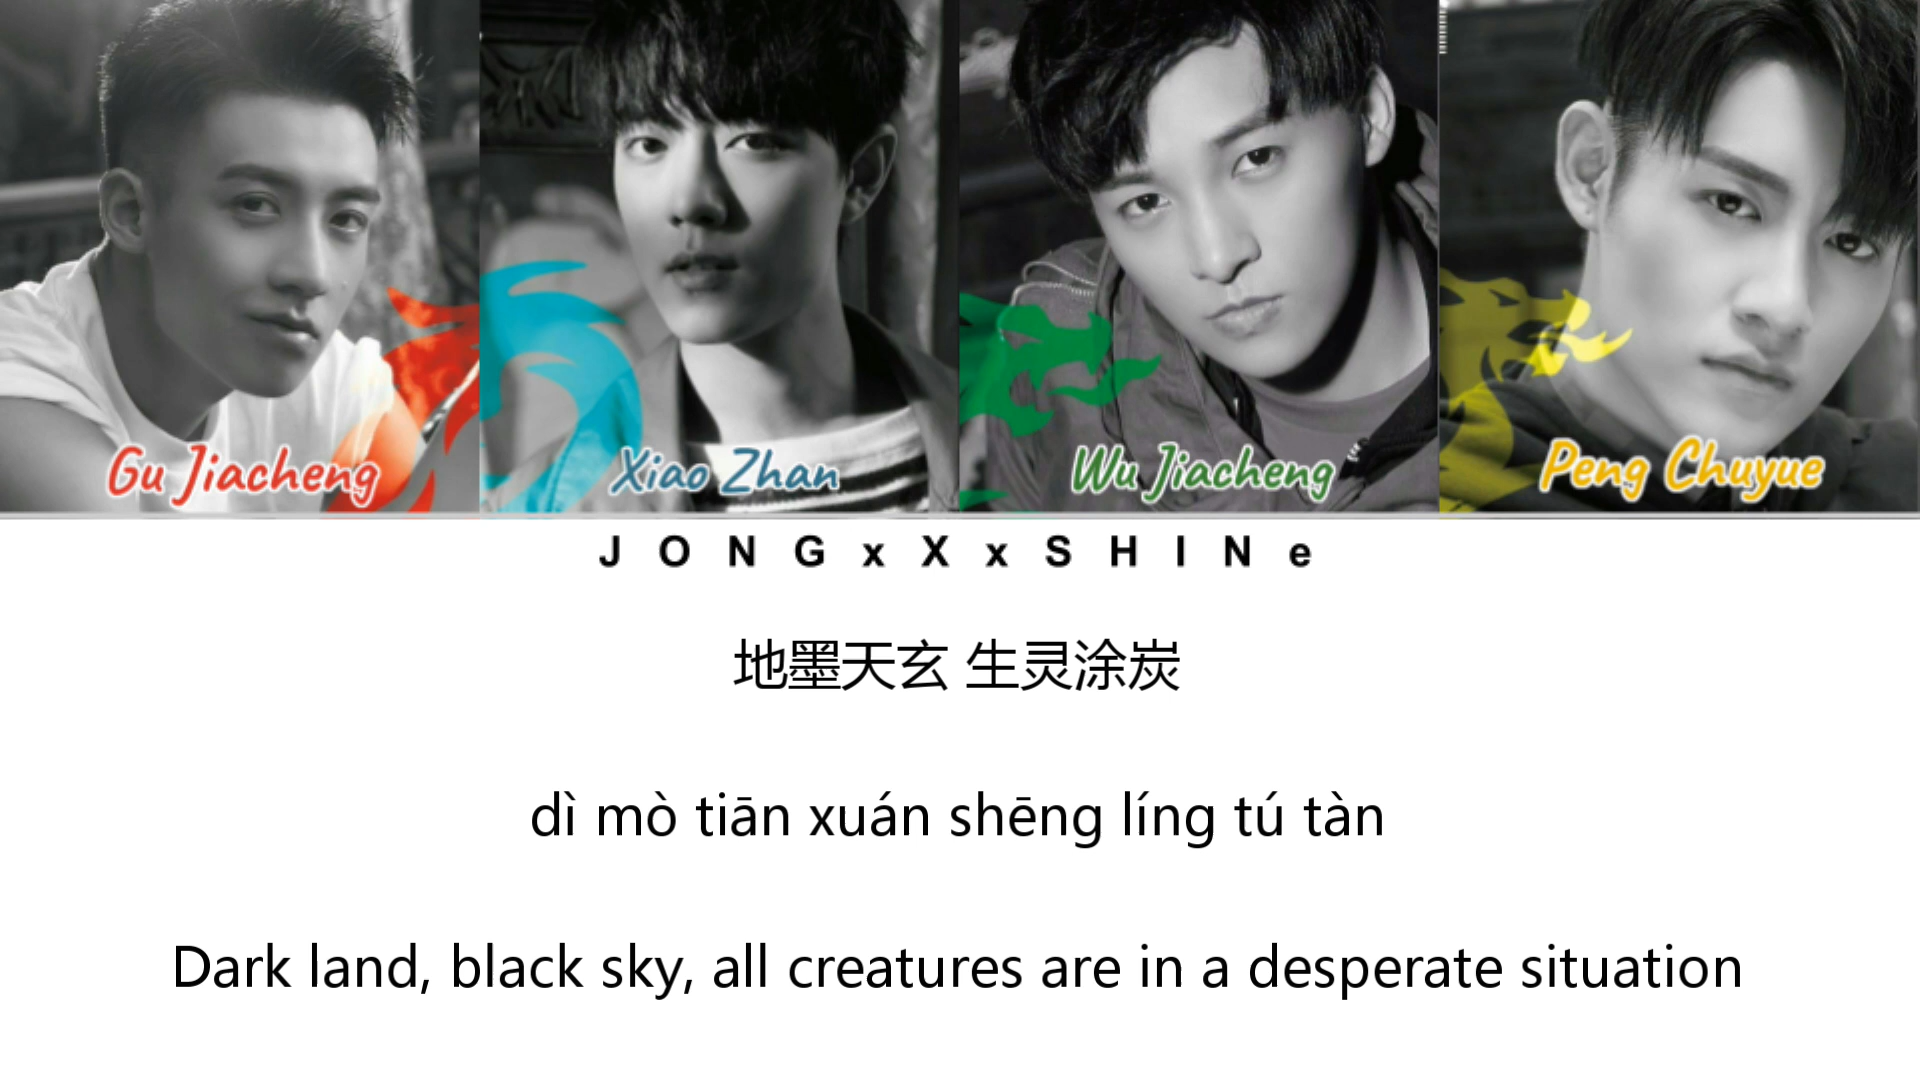 Gu Jiacheng
Xiao Zhan
Wu Jiacheng
Peng Chuyue
JONGxXxSHINe
地墨天玄 生灵涂炭
dì mò tiān xuán shēng líng tú tàn
Dark land, black sky, all creatures are in a desperate situation